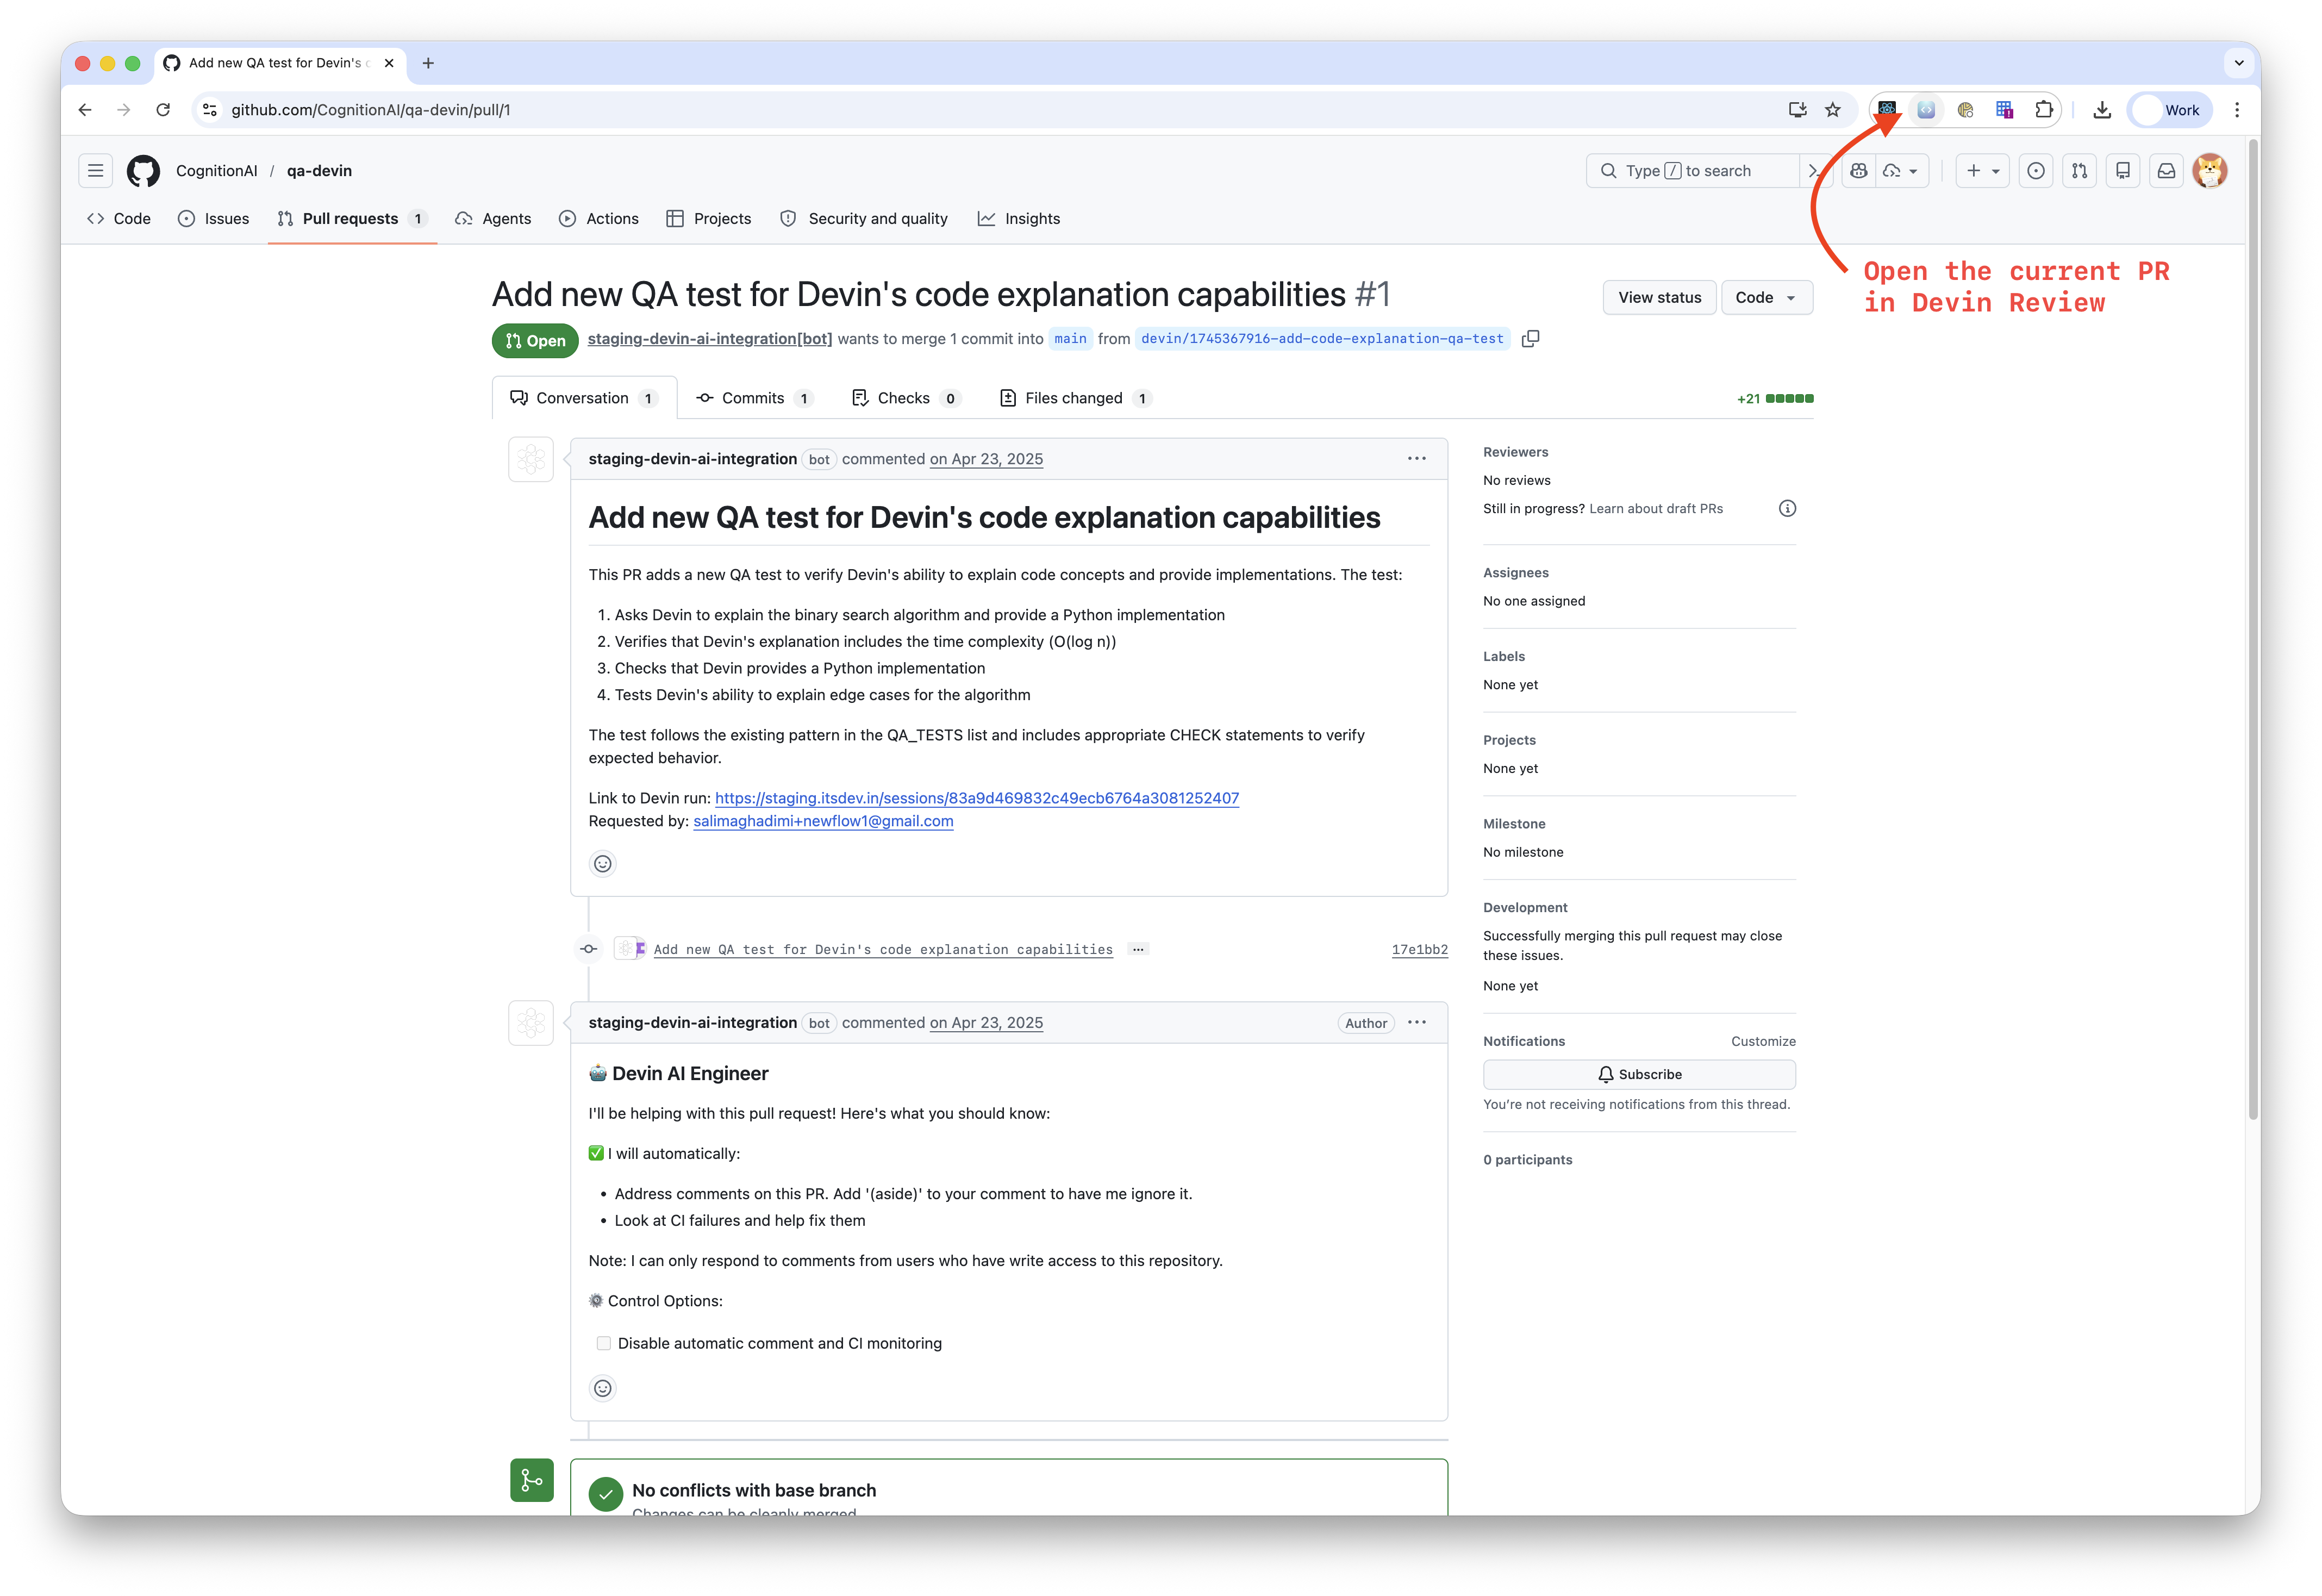 Add new QA test for Devin's c
github.com/CognitionAI/qa-devin/pull/1
Work
CognitionAI / qa-devin
Type / to search
Code
Issues
Pull requests 1
Agents
Actions
Projects
Security and quality
Insights
Open the current PR
in Devin Review
Add new QA test for Devin's code explanation capabilities #1
View status
Code
Open
staging-devin-ai-integration[bot] wants to merge 1 commit into main from devin/1745367916-add-code-explanation-qa-test
Conversation 1
Commits 1
Checks 0
Files changed 1
+21
staging-devin-ai-integration bot commented on Apr 23, 2025
Add new QA test for Devin's code explanation capabilities
This PR adds a new QA test to verify Devin's ability to explain code concepts and provide implementations. The test:
1. Asks Devin to explain the binary search algorithm and provide a Python implementation
2. Verifies that Devin's explanation includes the time complexity (O(log n))
3. Checks that Devin provides a Python implementation
4. Tests Devin's ability to explain edge cases for the algorithm
The test follows the existing pattern in the QA_TESTS list and includes appropriate CHECK statements to verify
expected behavior.
Link to Devin run: https://staging.itsdev.in/sessions/83a9d469832c49ecb6764a3081252407
Requested by: salimaghadimi+newflow1@gmail.com
Add new QA test for Devin's code explanation capabilities ...
17e1bb2
staging-devin-ai-integration bot commented on Apr 23, 2025
Author
🤖 Devin AI Engineer
I'll be helping with this pull request! Here's what you should know:
✅ I will automatically:
• Address comments on this PR. Add '(aside)' to your comment to have me ignore it.
• Look at CI failures and help fix them
Note: I can only respond to comments from users who have write access to this repository.
⚙️ Control Options:
Disable automatic comment and CI monitoring
No conflicts with base branch
Changes can be cleanly merged.
Reviewers
No reviews
Still in progress? Learn about draft PRs
Assignees
No one assigned
Labels
None yet
Projects
None yet
Milestone
No milestone
Development
Successfully merging this pull request may close
these issues.
None yet
Notifications
Customize
Subscribe
You're not receiving notifications from this thread.
0 participants